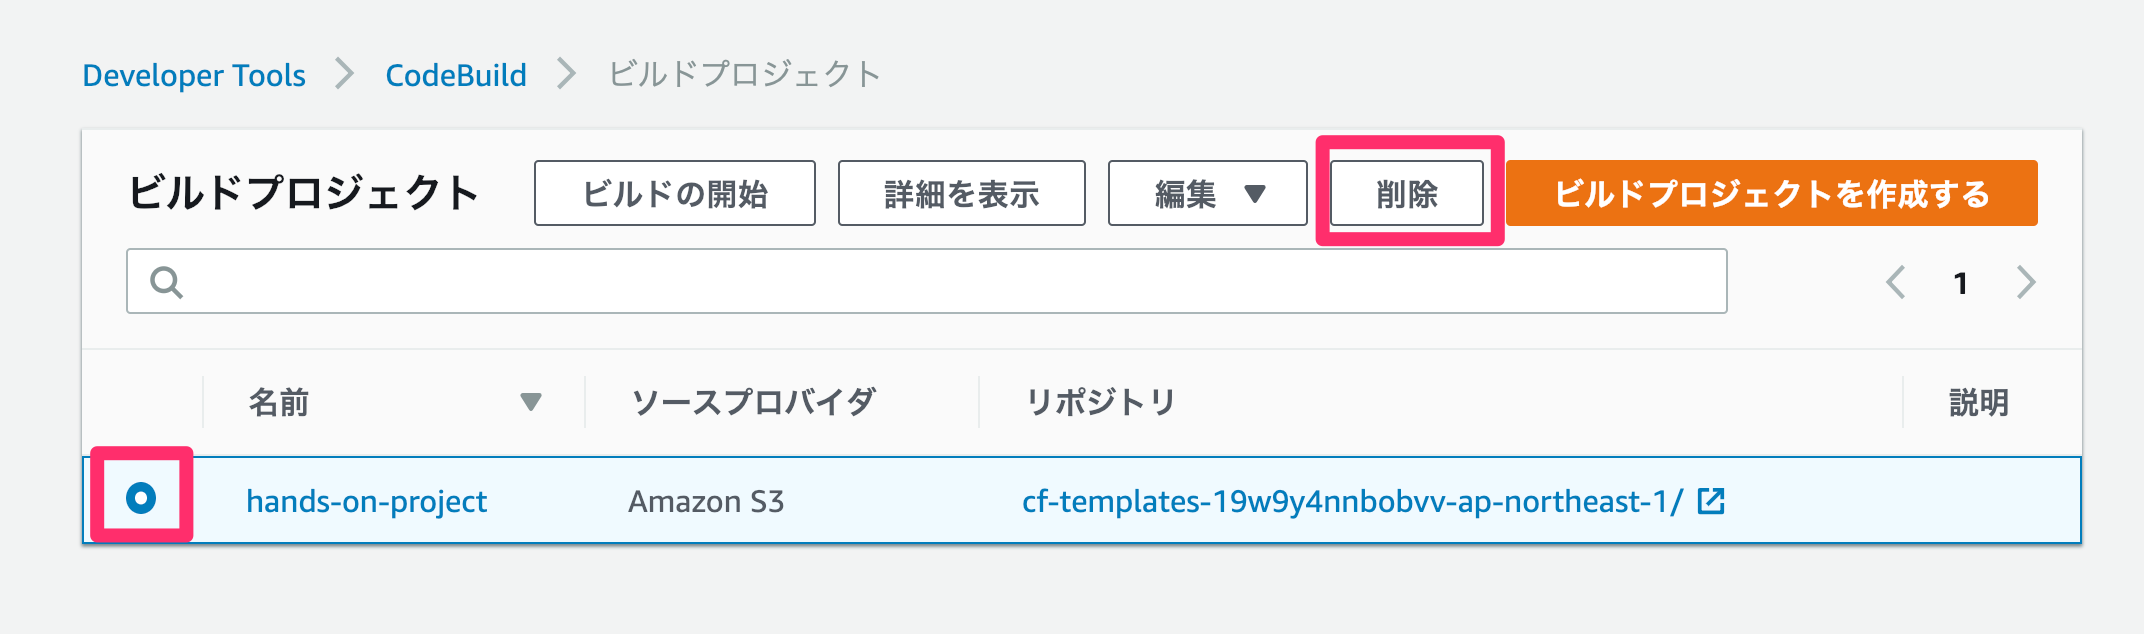 Developer Tools > CodeBuild > ビルドプロジェクト
ビルドプロジェクト ビルドの開始 詳細を表示 編集 ▼ 削除 ビルドプロジェクトを作成する
1
名前 ソースプロバイダ リポジトリ 説明
hands-on-project Amazon S3 cf-templates-19w9y4nnbobvv-ap-northeast-1/